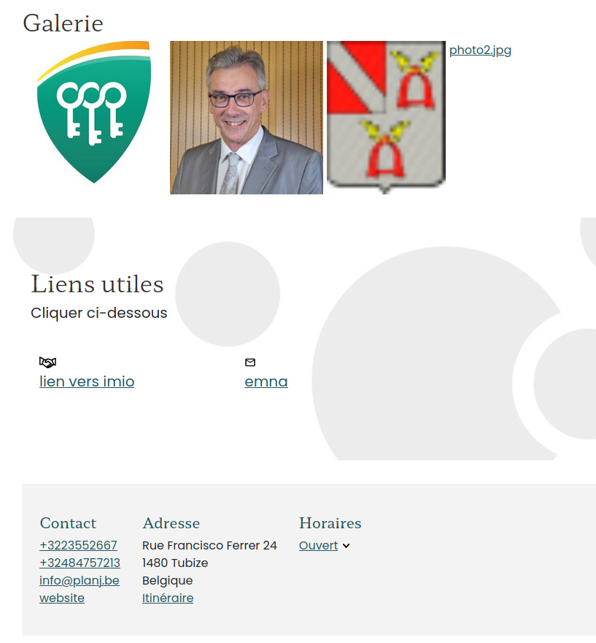 Galerie
photo2.jpg
Liens utiles
Cliquer ci-dessous
lien vers imio
emna
Contact
+3223552667
+32484757213
info@planj.be
website
Adresse
Rue Francisco Ferrer 24
1480 Tubize
Belgique
Itinéraire
Horaires
Ouvert